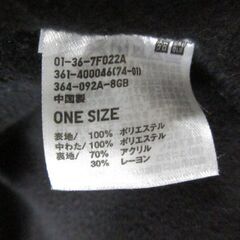 01-36-7F022A
361-400046(74-01)
364-092A-8GB
中国製
ONE SIZE
表地/ 100% ポリエステル
中わた/ 100% ポリエステル
裏地/ 70% アクリル
30% レーヨン